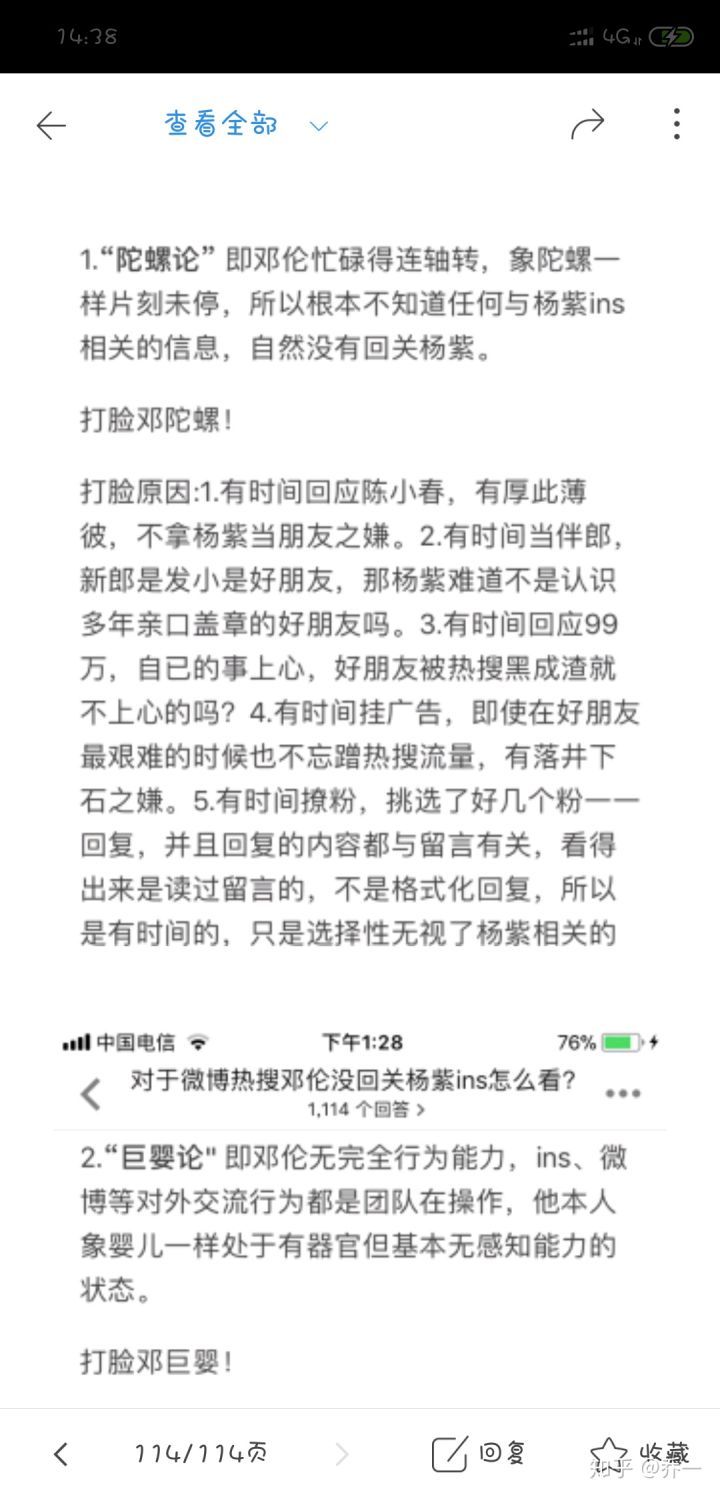 14:38
4G
查看全部
1.“陀螺论” 即邓伦忙碌得连轴转，象陀螺一
样片刻未停，所以根本不知道任何与杨紫ins
相关的信息，自然没有回关杨紫。
打脸邓陀螺！
打脸原因:1.有时间回应陈小春，有厚此薄
彼，不拿杨紫当朋友之嫌。2.有时间当伴郎，
新郎是发小是好朋友，那杨紫难道不是认识
多年亲口盖章的好朋友吗。3.有时间回应99
万，自已的事上心，好朋友被热搜黑成渣就
不上心的吗？4.有时间挂广告，即使在好朋友
最艰难的时候也不忘蹭热搜流量，有落井下
石之嫌。5.有时间撩粉，挑选了好几个粉一一
回复，并且回复的内容都与留言有关，看得
出来是读过留言的，不是格式化回复，所以
是有时间的，只是选择性无视了杨紫相关的
中国电信 下午1:28 76%
对于微博热搜邓伦没回关杨紫ins怎么看？
1,114 个回答 >
2.“巨婴论" 即邓伦无完全行为能力，ins、微
博等对外交流行为都是团队在操作，他本人
象婴儿一样处于有器官但基本无感知能力的
状态。
打脸邓巨婴！
114/114页 回复 收藏
知乎 @乔一